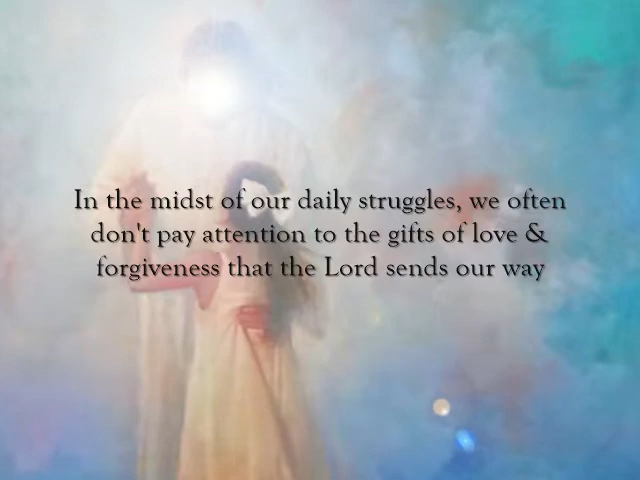 In the midst of our daily struggles, we often
don't pay attention to the gifts of love &
forgiveness that the Lord sends our way